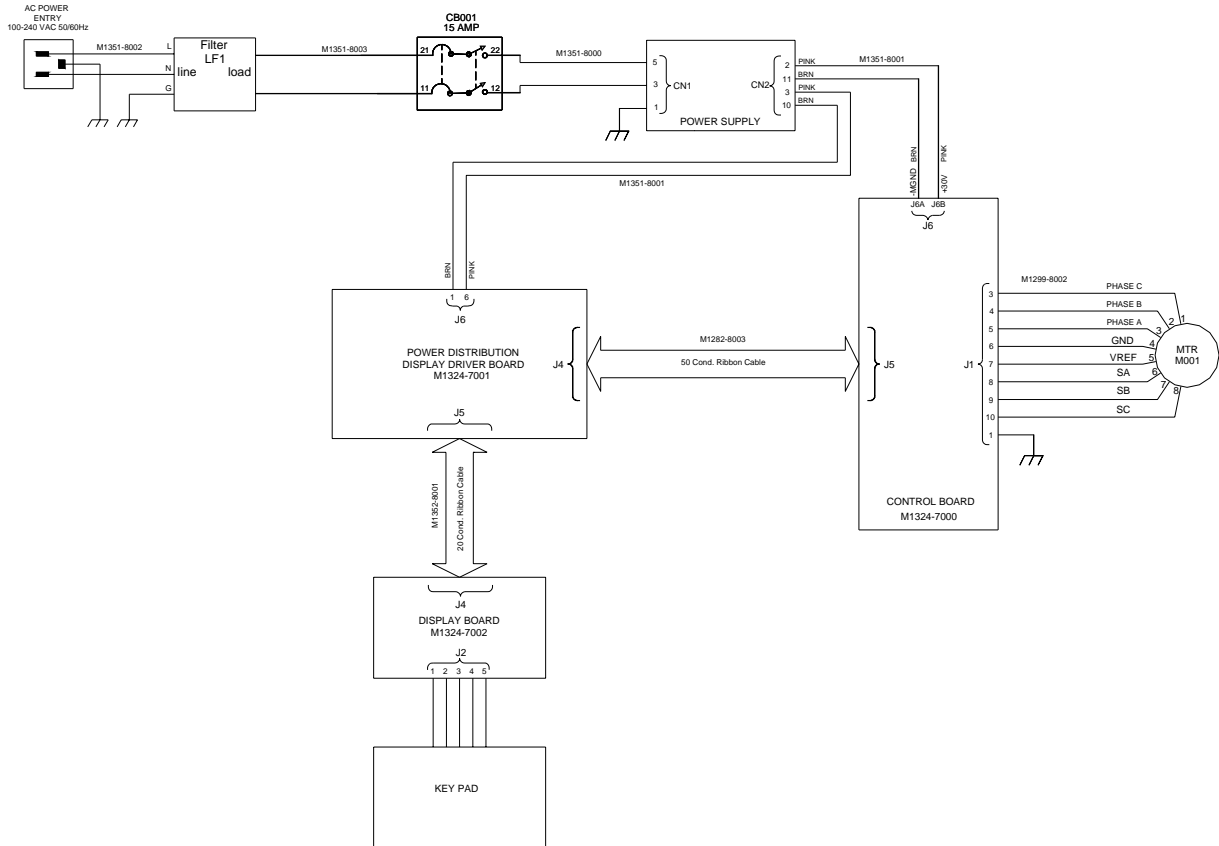 AC POWER
ENTRY
100-240 VAC 50/60Hz
M1351-8002
L
N
G
Filter
LF1
line
load
M1351-8003
CB001
15 AMP
21
22
11
12
M1351-8000
5
3
1
CN1
CN2
2
11
3
10
PINK
BRN
PINK
BRN
POWER SUPPLY
M1351-8001
M1351-8001
-MGND
BRN
+30V
PINK
J6A
J6B
J6
BRN
PINK
1
6
J6
POWER DISTRIBUTION
DISPLAY DRIVER BOARD
M1324-7001
J4
J5
M1282-8003
50 Cond. Ribbon Cable
J5
J1
3
4
5
6
7
8
9
10
1
M1299-8002
PHASE C
PHASE B
PHASE A
GND
VREF
SA
SB
SC
1
2
3
4
5
6
7
8
MTR
M001
CONTROL BOARD
M1324-7000
M1352-8001
20 Cond. Ribbon Cable
J4
DISPLAY BOARD
M1324-7002
J2
1
2
3
4
5
KEY PAD